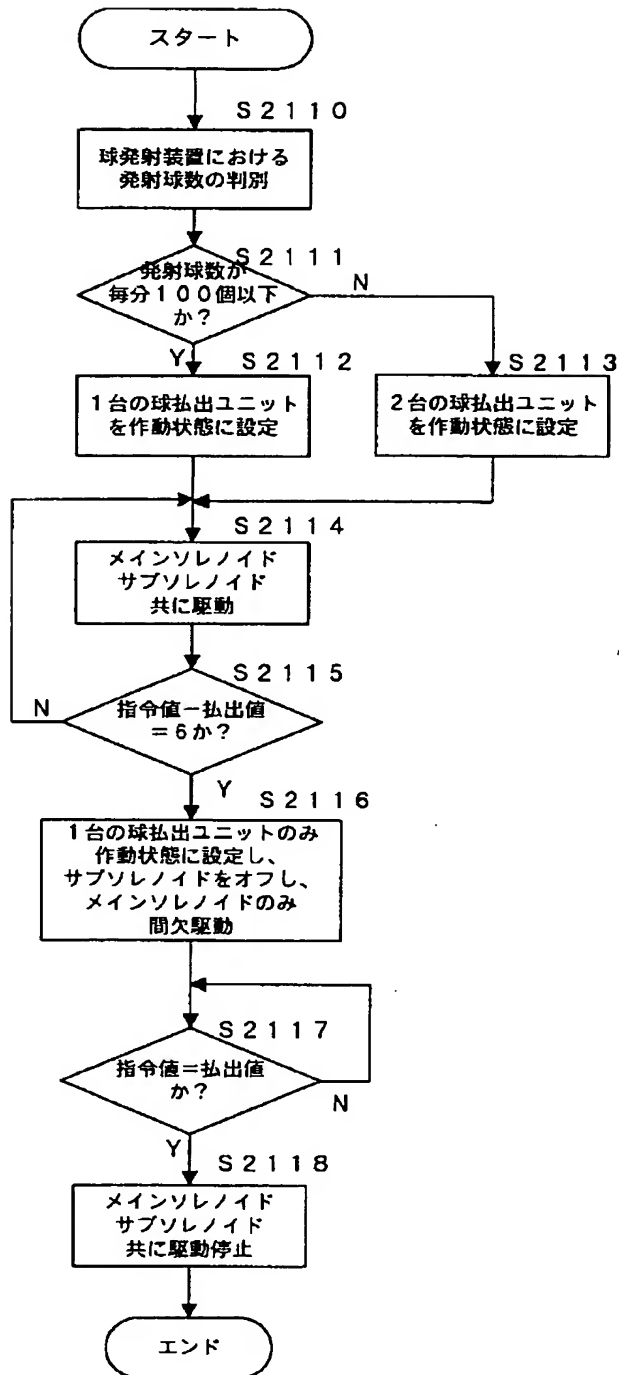 スタート
S2110
球発射装置における
発射球数の判別
S2111
発射球数が
毎分100個以下
か?
N
Y
S2112
1台の球払出ユニット
を作動状態に設定
S2113
2台の球払出ユニット
を作動状態に設定
S2114
メインソレノイド
サブソレノイド
共に駆動
S2115
指令値−払出値
=6か?
N
Y
S2116
1台の球払出ユニットのみ
作動状態に設定し、
サブソレノイドをオフし、
メインソレノイドのみ
間欠駆動
S2117
指令値=払出値
か?
N
Y
S2118
メインソレノイド
サブソレノイド
共に駆動停止
エンド